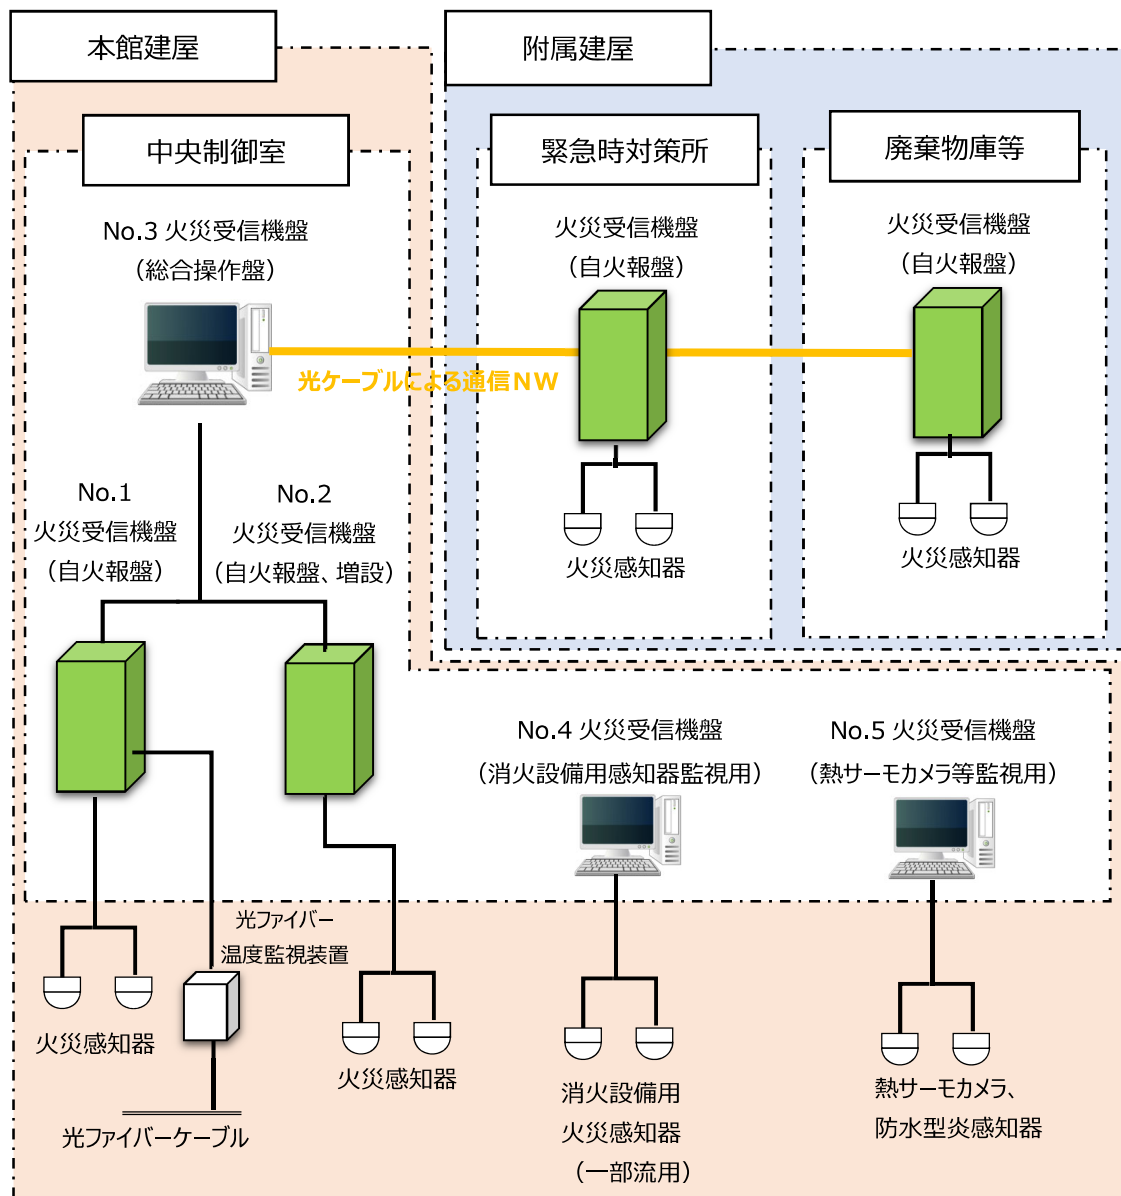 本館建屋
附属建屋
中央制御室
緊急時対策所
廃棄物庫等
No.3 火災受信機盤
（総合操作盤）
火災受信機盤
（自火報盤）
火災受信機盤
（自火報盤）
光ケーブルによる通信NW
No.1
火災受信機盤
（自火報盤）
No.2
火災受信機盤
（自火報盤、増設）
火災感知器
火災感知器
No.4 火災受信機盤
（消火設備用感知器監視用）
No.5 火災受信機盤
（熱サーモカメラ等監視用）
光ファイバー
温度監視装置
火災感知器
光ファイバーケーブル
火災感知器
消火設備用
火災感知器
（一部流用）
熱サーモカメラ、
防水型炎感知器